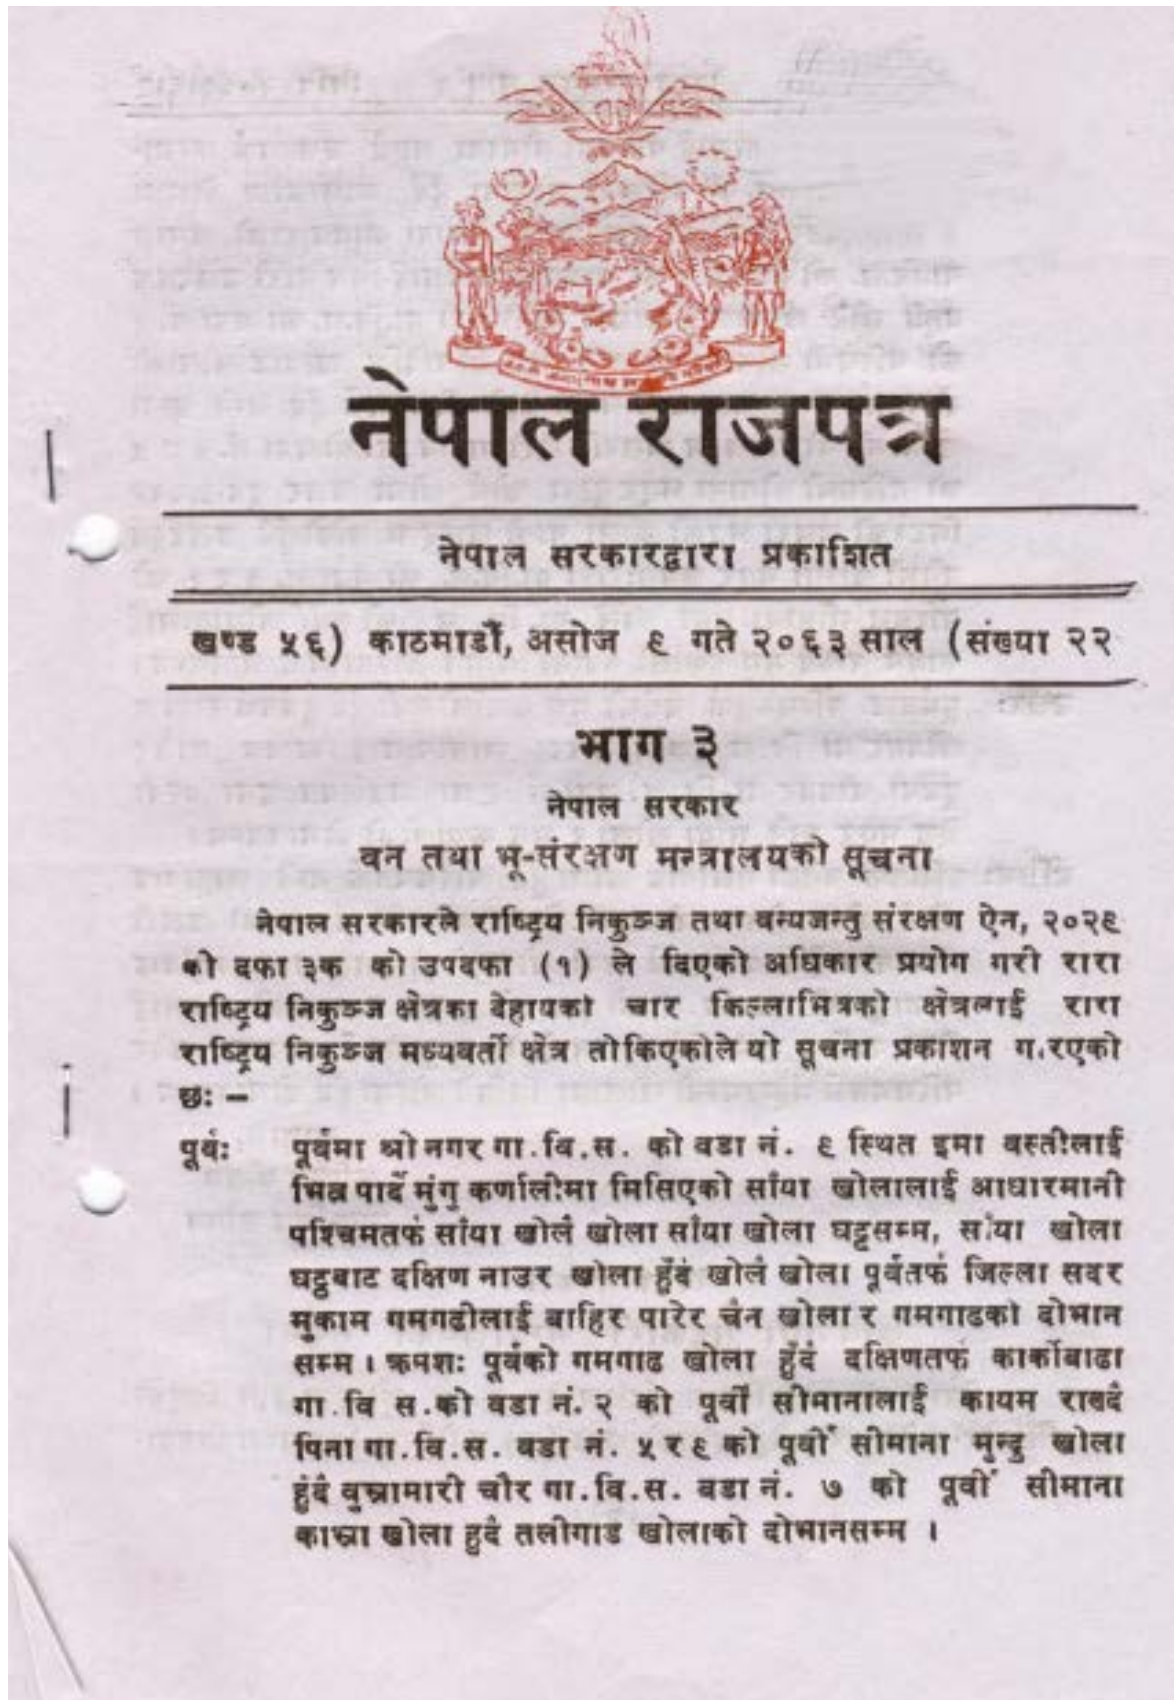 नेपाल राजपत्र
नेपाल सरकारद्वारा प्रकाशित
खण्ड ५६) काठमाडौं, असोज ९ गते २०६३ साल (संख्या २२
भाग ३
नेपाल सरकार
वन तथा भू-संरक्षण मन्त्रालयको सूचना
नेपाल सरकारले राष्ट्रिय निकुञ्ज तथा वन्यजन्तु संरक्षण ऐन, २०२९
को दफा ३क को उपदफा (१) ले दिएको अधिकार प्रयोग गरी रारा
राष्ट्रिय निकुञ्ज क्षेत्रका देहायको चार किल्लाभित्रको क्षेत्रलाई रारा
राष्ट्रिय निकुञ्ज मध्यवर्ती क्षेत्र तोकिएकोले यो सूचना प्रकाशन गरिएको
छः –
पूर्वः पूर्वमा श्रीनगर गा.वि.स. को वडा नं. ९ स्थित इमा वस्तीलाई
भित्र पार्दै मुंगु कर्णालीमा मिसिएको साँया खोलालाई आधारमानी
पश्चिमतर्फ साँया खोलै खोला साँया खोला घट्टसम्म, साँया खोला
घट्टबाट दक्षिण नाउर खोला हुँदै खोलै खोला पूर्वतर्फ जिल्ला सदर
मुकाम गमगढीलाई बाहिर पारेर चैन खोला र गमगाढको दोभान
सम्म । क्रमशः पूर्वको गमगाढ खोला हुँदै दक्षिणतर्फ कार्कीबाढा
गा.वि स.को वडा नं. २ को पूर्वी सीमानालाई कायम राख्दै
पिना गा.वि.स. वडा नं. ५ र ९ को पूर्वी सीमाना मुन्दु खोला
हुँदै चौर गा.वि.स. वडा नं. ७ को पूर्वी सीमाना
खोला हुदै तलीगाड खोलाको दोभानसम्म ।